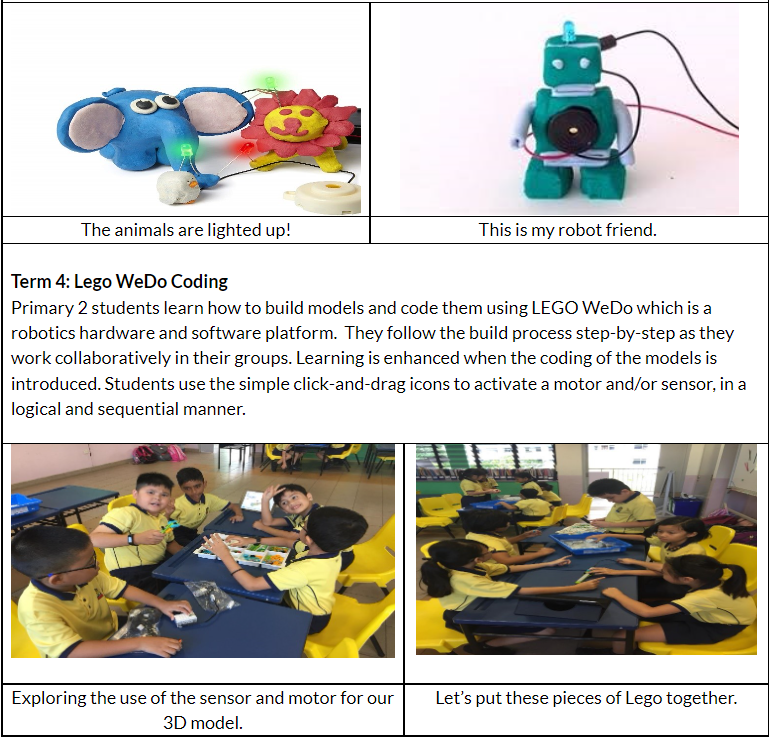 The animals are lighted up!
This is my robot friend.
Term 4: Lego WeDo Coding
Primary 2 students learn how to build models and code them using LEGO WeDo which is a
robotics hardware and software platform.  They follow the build process step-by-step as they
work collaboratively in their groups. Learning is enhanced when the coding of the models is
introduced. Students use the simple click-and-drag icons to activate a motor and/or sensor, in a
logical and sequential manner.
Exploring the use of the sensor and motor for our
3D model.
Let’s put these pieces of Lego together.